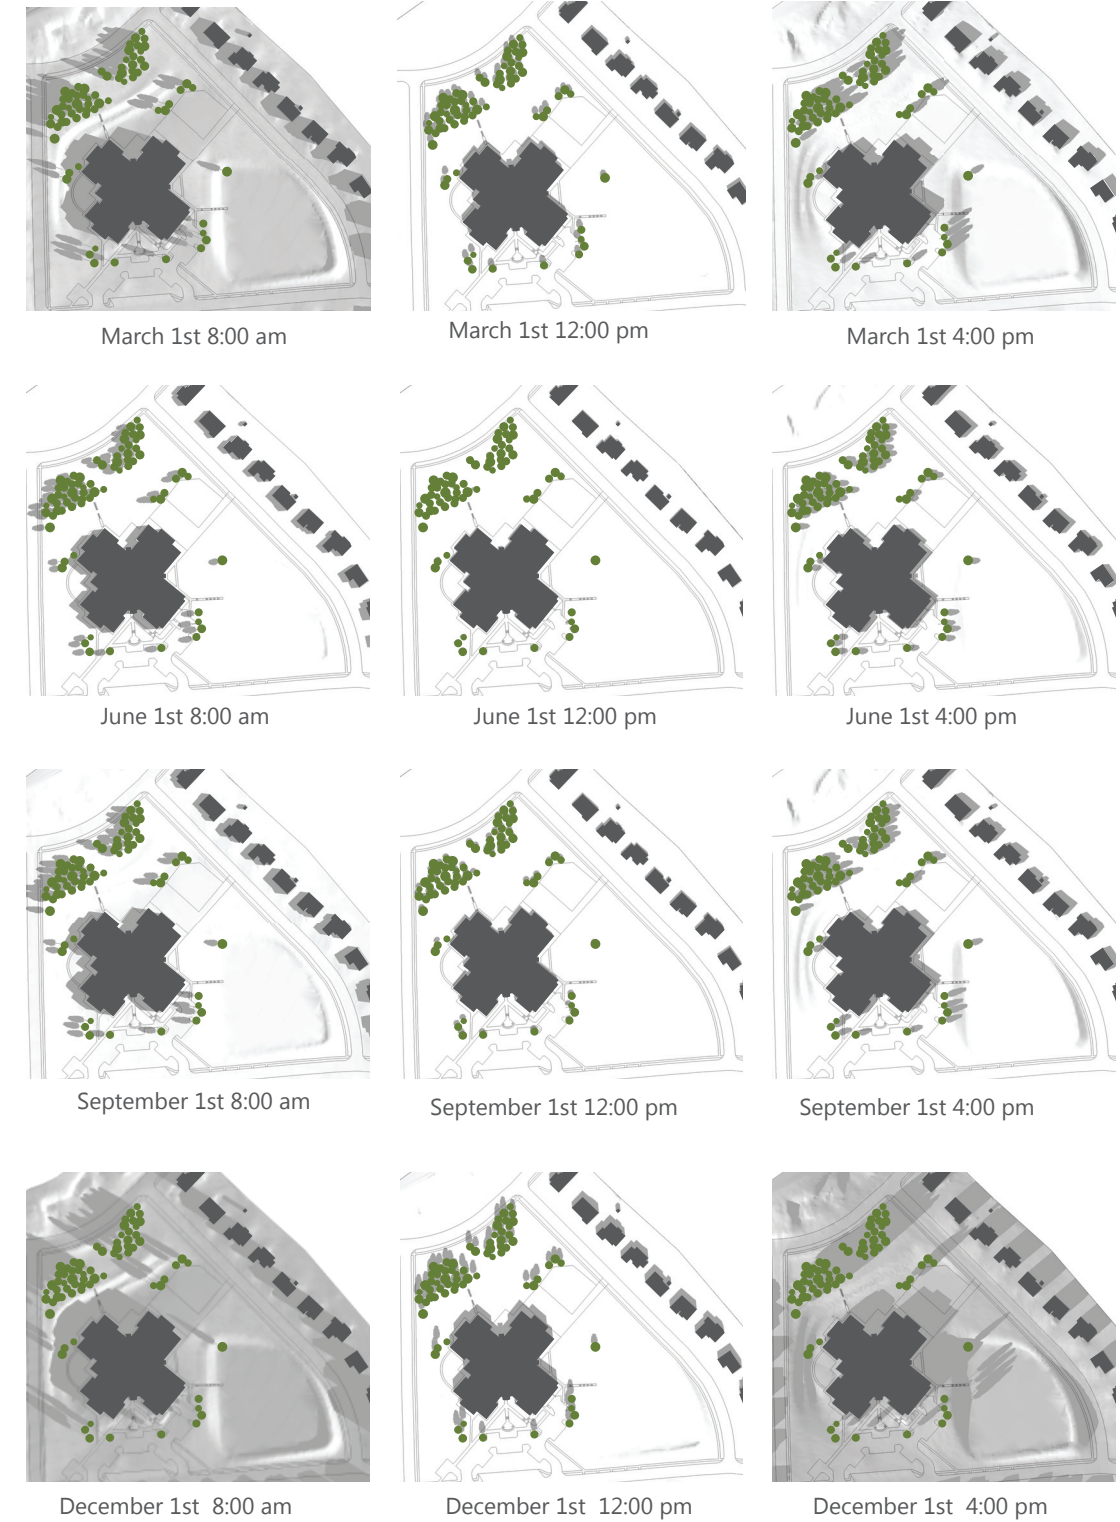 March 1st 8:00 am
March 1st 12:00 pm
March 1st 4:00 pm
June 1st 8:00 am
June 1st 12:00 pm
June 1st 4:00 pm
September 1st 8:00 am
September 1st 12:00 pm
September 1st 4:00 pm
December 1st  8:00 am
December 1st  12:00 pm
December 1st  4:00 pm